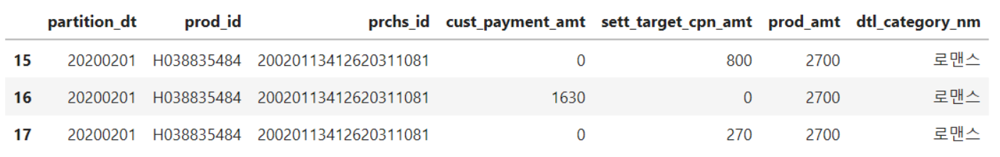 partition_dt prod_id prchs_id cust_payment_amt sett_target_cpn_amt prod_amt dtl_category_nm
15 20200201 H038835484 20020113412620311081 0 800 2700 로맨스
16 20200201 H038835484 20020113412620311081 1630 0 2700 로맨스
17 20200201 H038835484 20020113412620311081 0 270 2700 로맨스